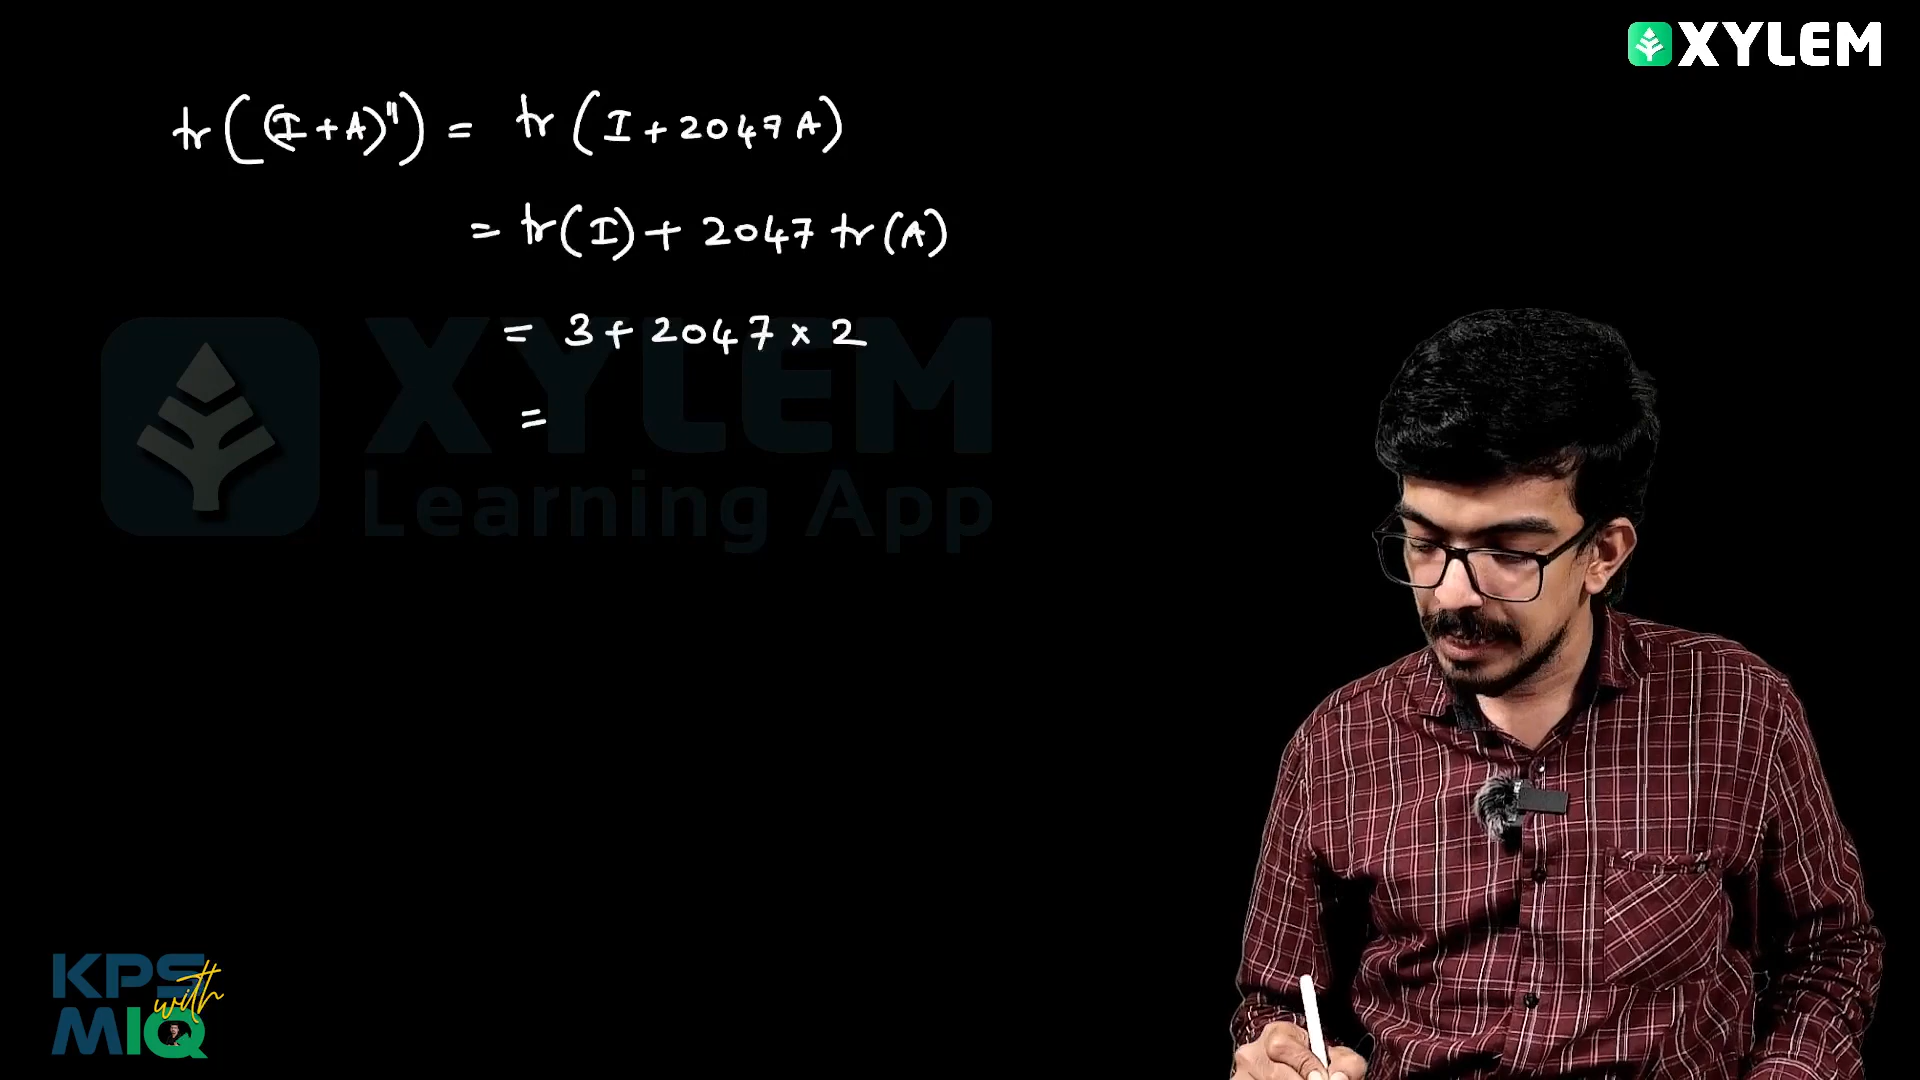 XYLEM
tr((I+A)¹¹) = tr(I+2047A)
= tr(I) + 2047 tr(A)
= 3 + 2047 × 2
=
XYLEM
Learning App
KPS
with
MIQ